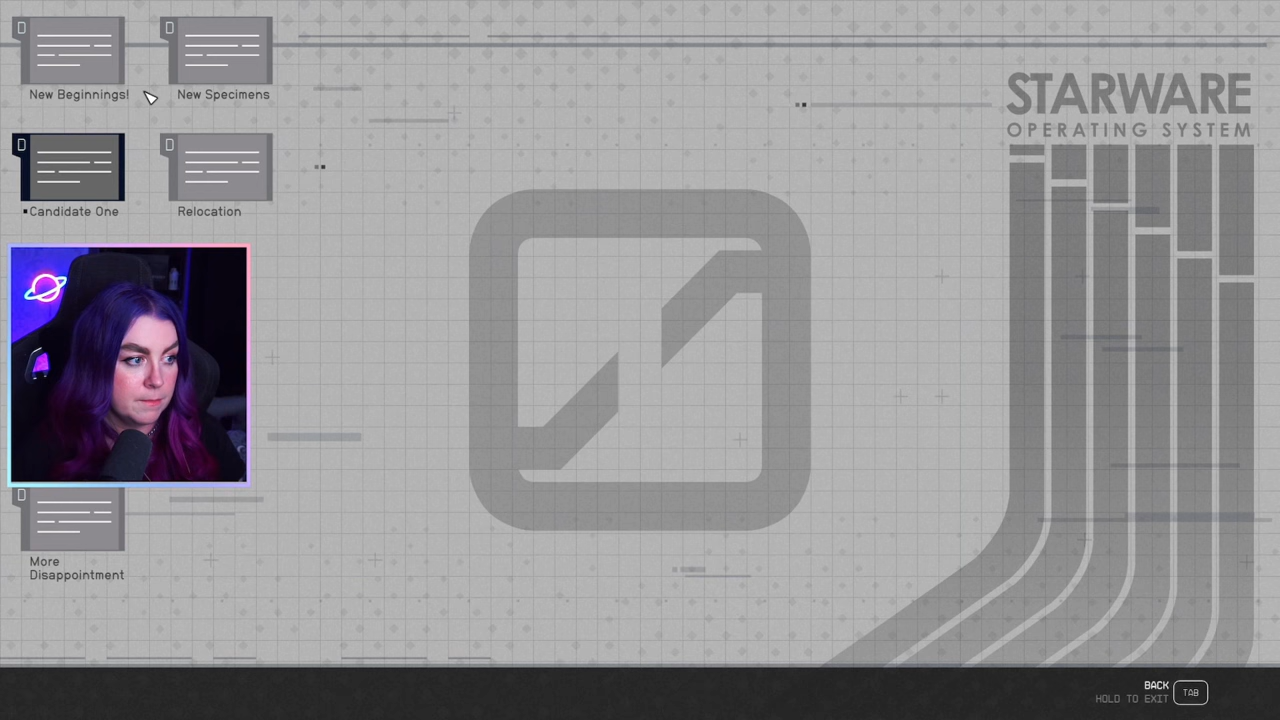 D
D
New Beginnings!
New Specimens
D
D
Candidate One
Relocation
D
More
Disappointment
STARWARE
OPERATING SYSTEM
BACK
HOLD TO EXIT
TAB